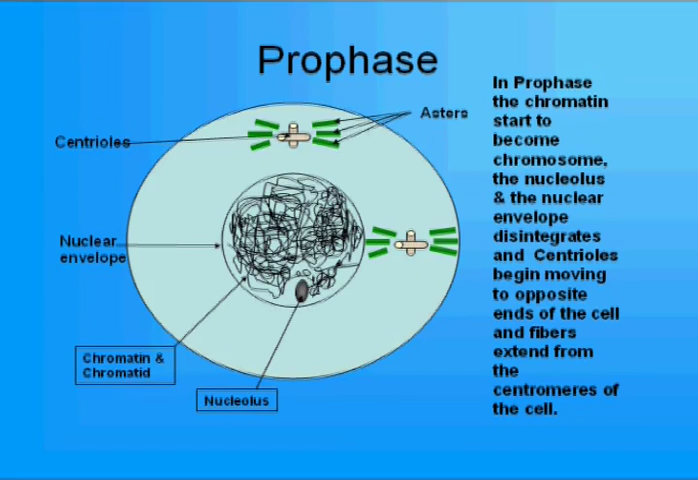 Prophase
Centrioles
Asters
Nuclear
envelope
Chromatin &
Chromatid
Nucleolus
In Prophase
the chromatin
start to
become
chromosome,
the nucleolus
& the nuclear
envelope
disintegrates
and Centrioles
begin moving
to opposite
ends of the cell
and fibers
extend from
the
centromeres of
the cell.